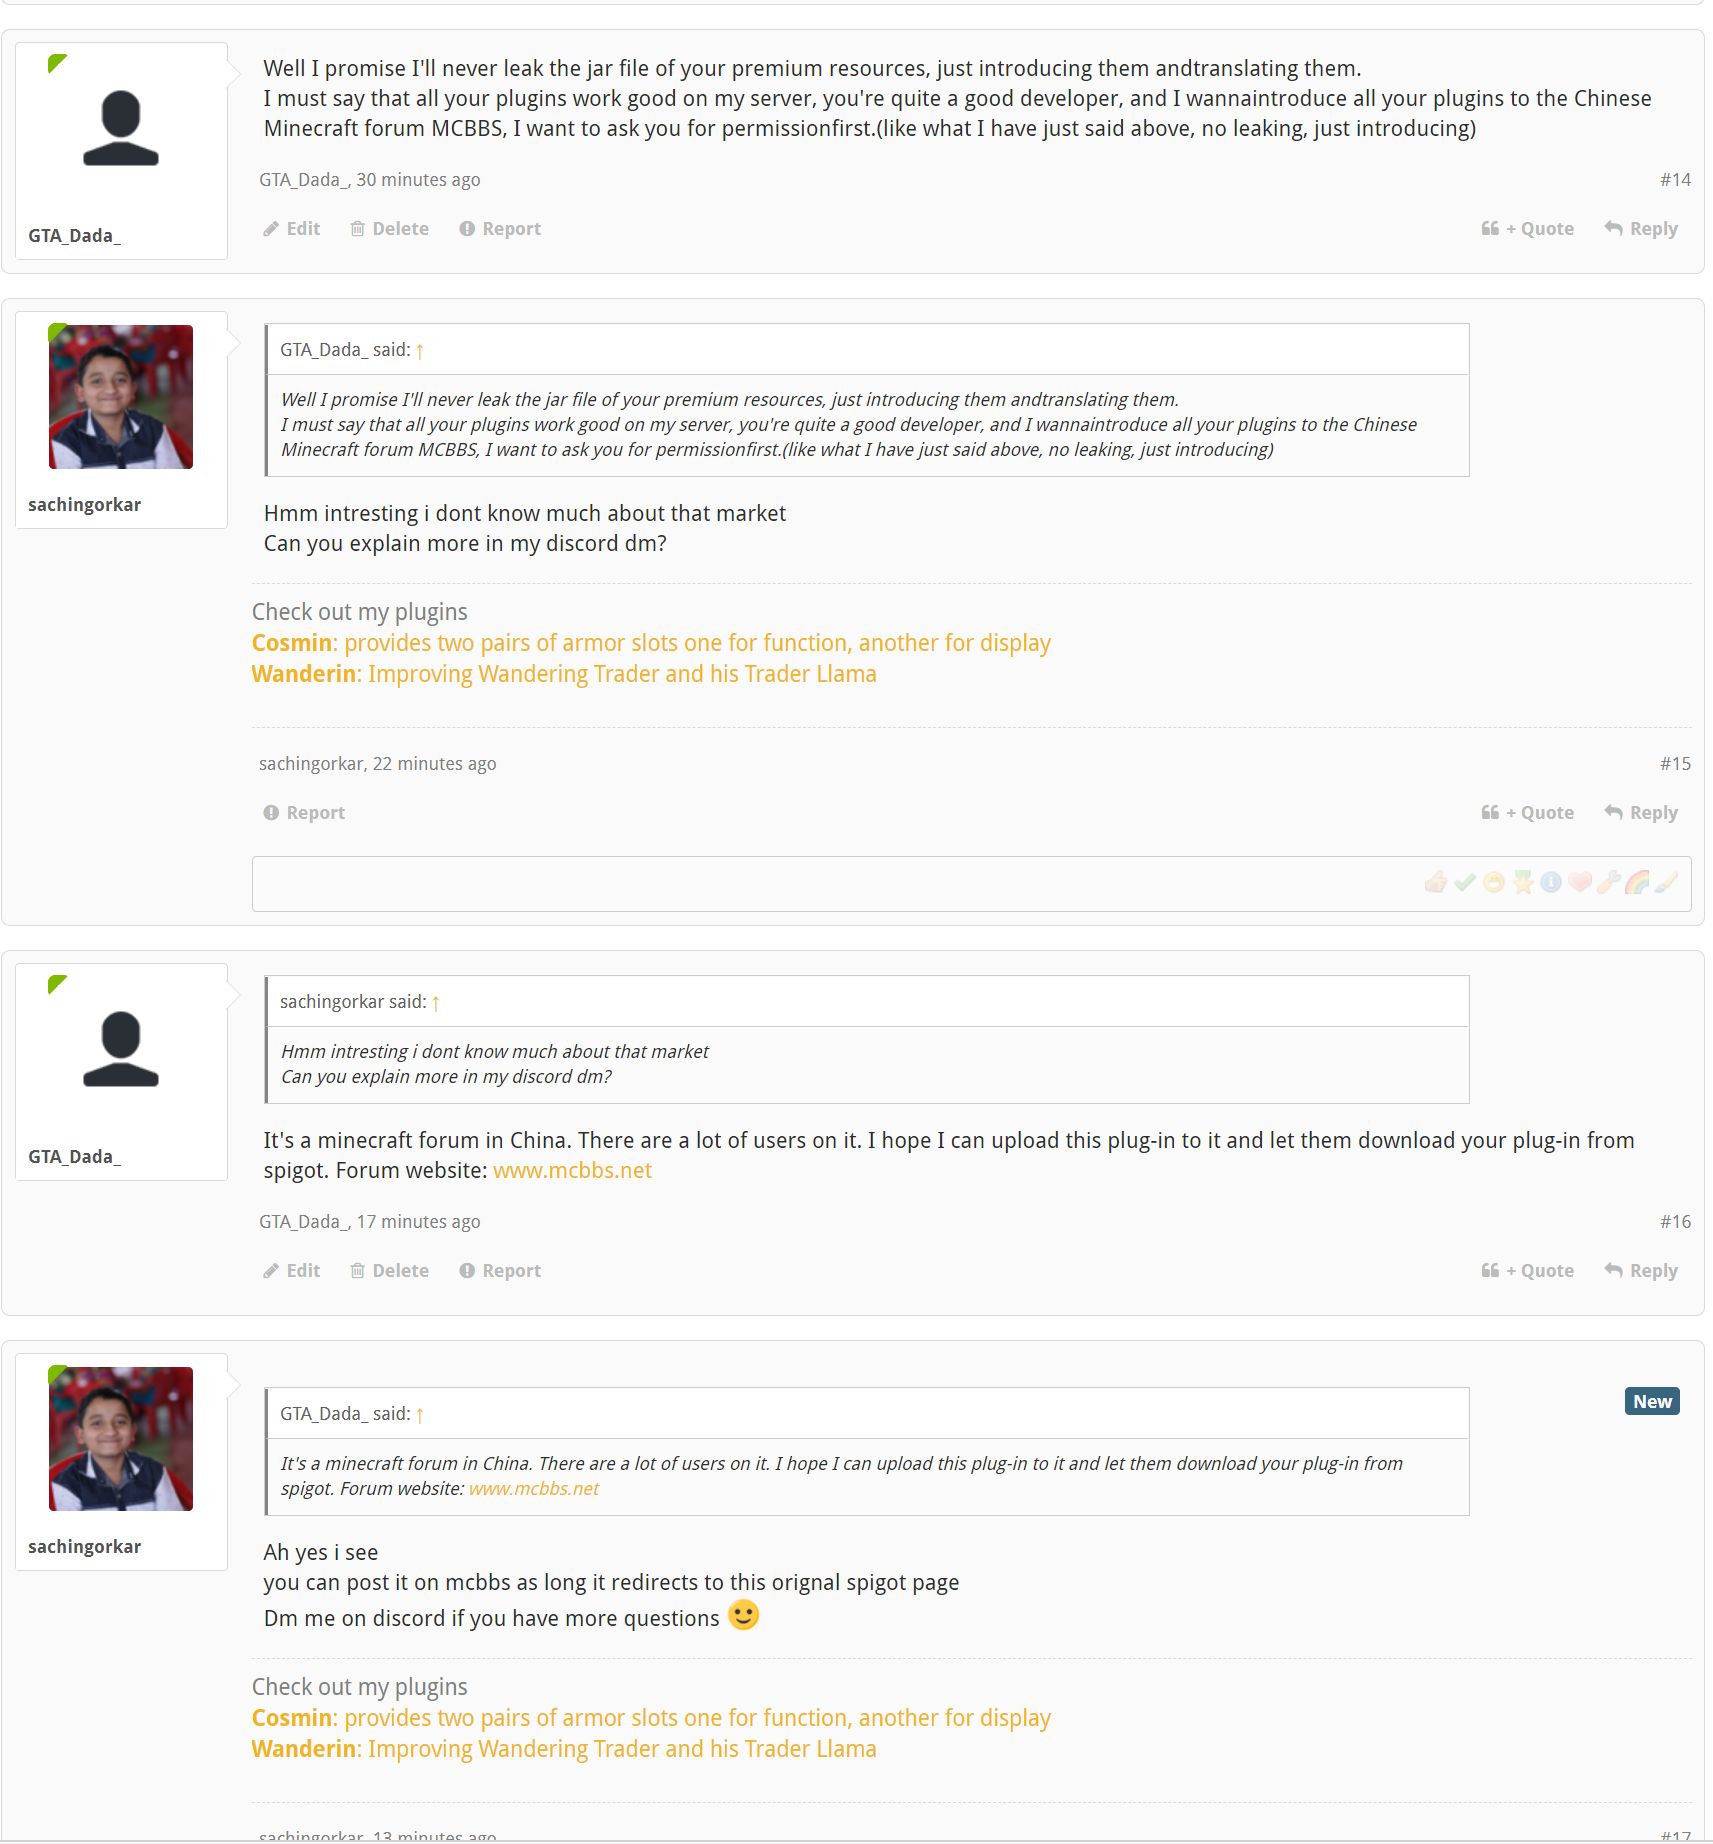 Well I promise I'll never leak the jar file of your premium resources, just introducing them andtranslating them.
I must say that all your plugins work good on my server, you're quite a good developer, and I wannaintroduce all your plugins to the Chinese
Minecraft forum MCBBS, I want to ask you for permissionfirst.(like what I have just said above, no leaking, just introducing)
GTA_Dada_, 30 minutes ago #14
Edit Delete Report + Quote Reply
GTA_Dada_
GTA_Dada_ said: ↑
Well I promise I'll never leak the jar file of your premium resources, just introducing them andtranslating them.
I must say that all your plugins work good on my server, you're quite a good developer, and I wannaintroduce all your plugins to the Chinese
Minecraft forum MCBBS, I want to ask you for permissionfirst.(like what I have just said above, no leaking, just introducing)
sachingorkar
Hmm intresting i dont know much about that market
Can you explain more in my discord dm?
Check out my plugins
Cosmin: provides two pairs of armor slots one for function, another for display
Wanderin: Improving Wandering Trader and his Trader Llama
sachingorkar, 22 minutes ago #15
Report + Quote Reply
sachingorkar said: ↑
Hmm intresting i dont know much about that market
Can you explain more in my discord dm?
GTA_Dada_
It's a minecraft forum in China. There are a lot of users on it. I hope I can upload this plug-in to it and let them download your plug-in from
spigot. Forum website: www.mcbbs.net
GTA_Dada_, 17 minutes ago #16
Edit Delete Report + Quote Reply
GTA_Dada_ said: ↑
New
It's a minecraft forum in China. There are a lot of users on it. I hope I can upload this plug-in to it and let them download your plug-in from
spigot. Forum website: www.mcbbs.net
sachingorkar
Ah yes i see
you can post it on mcbbs as long it redirects to this orignal spigot page
Dm me on discord if you have more questions
Check out my plugins
Cosmin: provides two pairs of armor slots one for function, another for display
Wanderin: Improving Wandering Trader and his Trader Llama
sachingorkar, 13 minutes ago #17